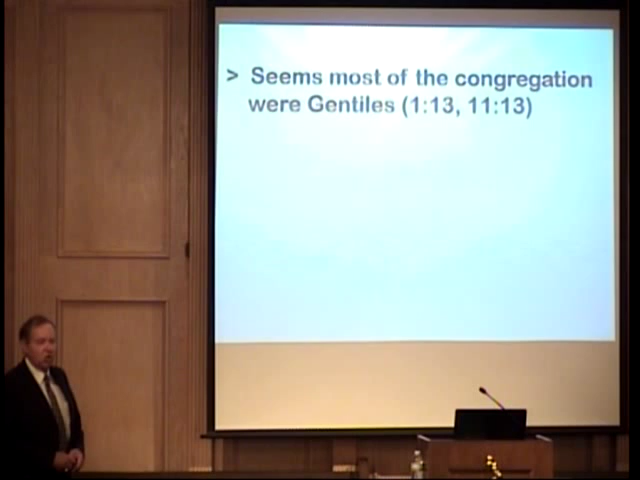 > Seems most of the congregation
were Gentiles (1:13, 11:13)